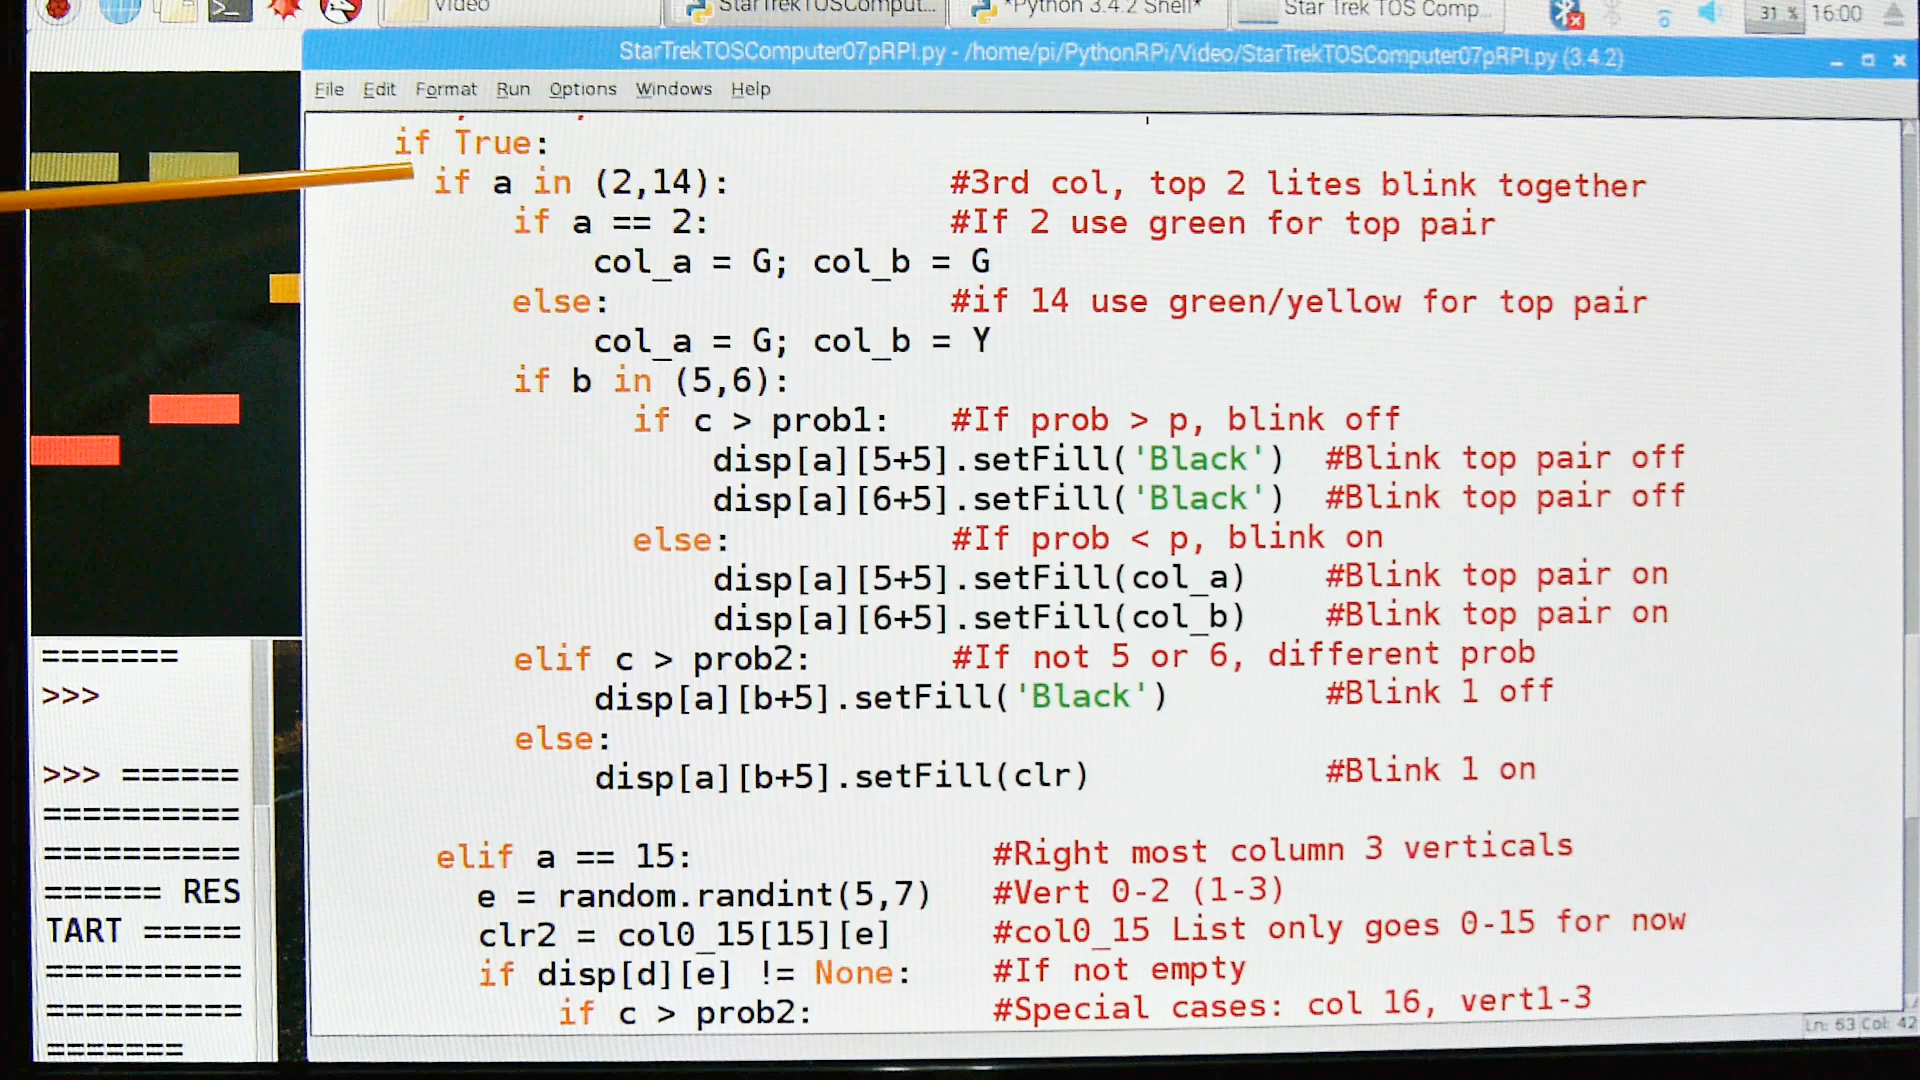 Video
StarTrekTOSComput...
*Python 3.4.2 Shell*
Star Trek TOS Comp...
31 %
16:00
StarTrekTOSComputer07pRPI.py - /home/pi/PythonRPi/Video/StarTrekTOSComputer07pRPI.py (3.4.2)
File Edit Format Run Options Windows Help
if True:
if a in (2,14): #3rd col, top 2 lites blink together
if a == 2: #If 2 use green for top pair
col_a = G; col_b = G
else: #if 14 use green/yellow for top pair
col_a = G; col_b = Y
if b in (5,6):
if c > prob1: #If prob > p, blink off
disp[a][5+5].setFill('Black') #Blink top pair off
disp[a][6+5].setFill('Black') #Blink top pair off
else: #If prob < p, blink on
disp[a][5+5].setFill(col_a) #Blink top pair on
disp[a][6+5].setFill(col_b) #Blink top pair on
elif c > prob2: #If not 5 or 6, different prob
disp[a][b+5].setFill('Black') #Blink 1 off
else:
disp[a][b+5].setFill(clr) #Blink 1 on
elif a == 15: #Right most column 3 verticals
e = random.randint(5,7) #Vert 0-2 (1-3)
clr2 = col0_15[15][e] #col0_15 List only goes 0-15 for now
if disp[d][e] != None: #If not empty
if c > prob2: #Special cases: col 16, vert1-3
Ln: 63 Col: 42
=======
>>>
>>> ======
==========
==========
====== RES
TART =====
==========
==========
=======